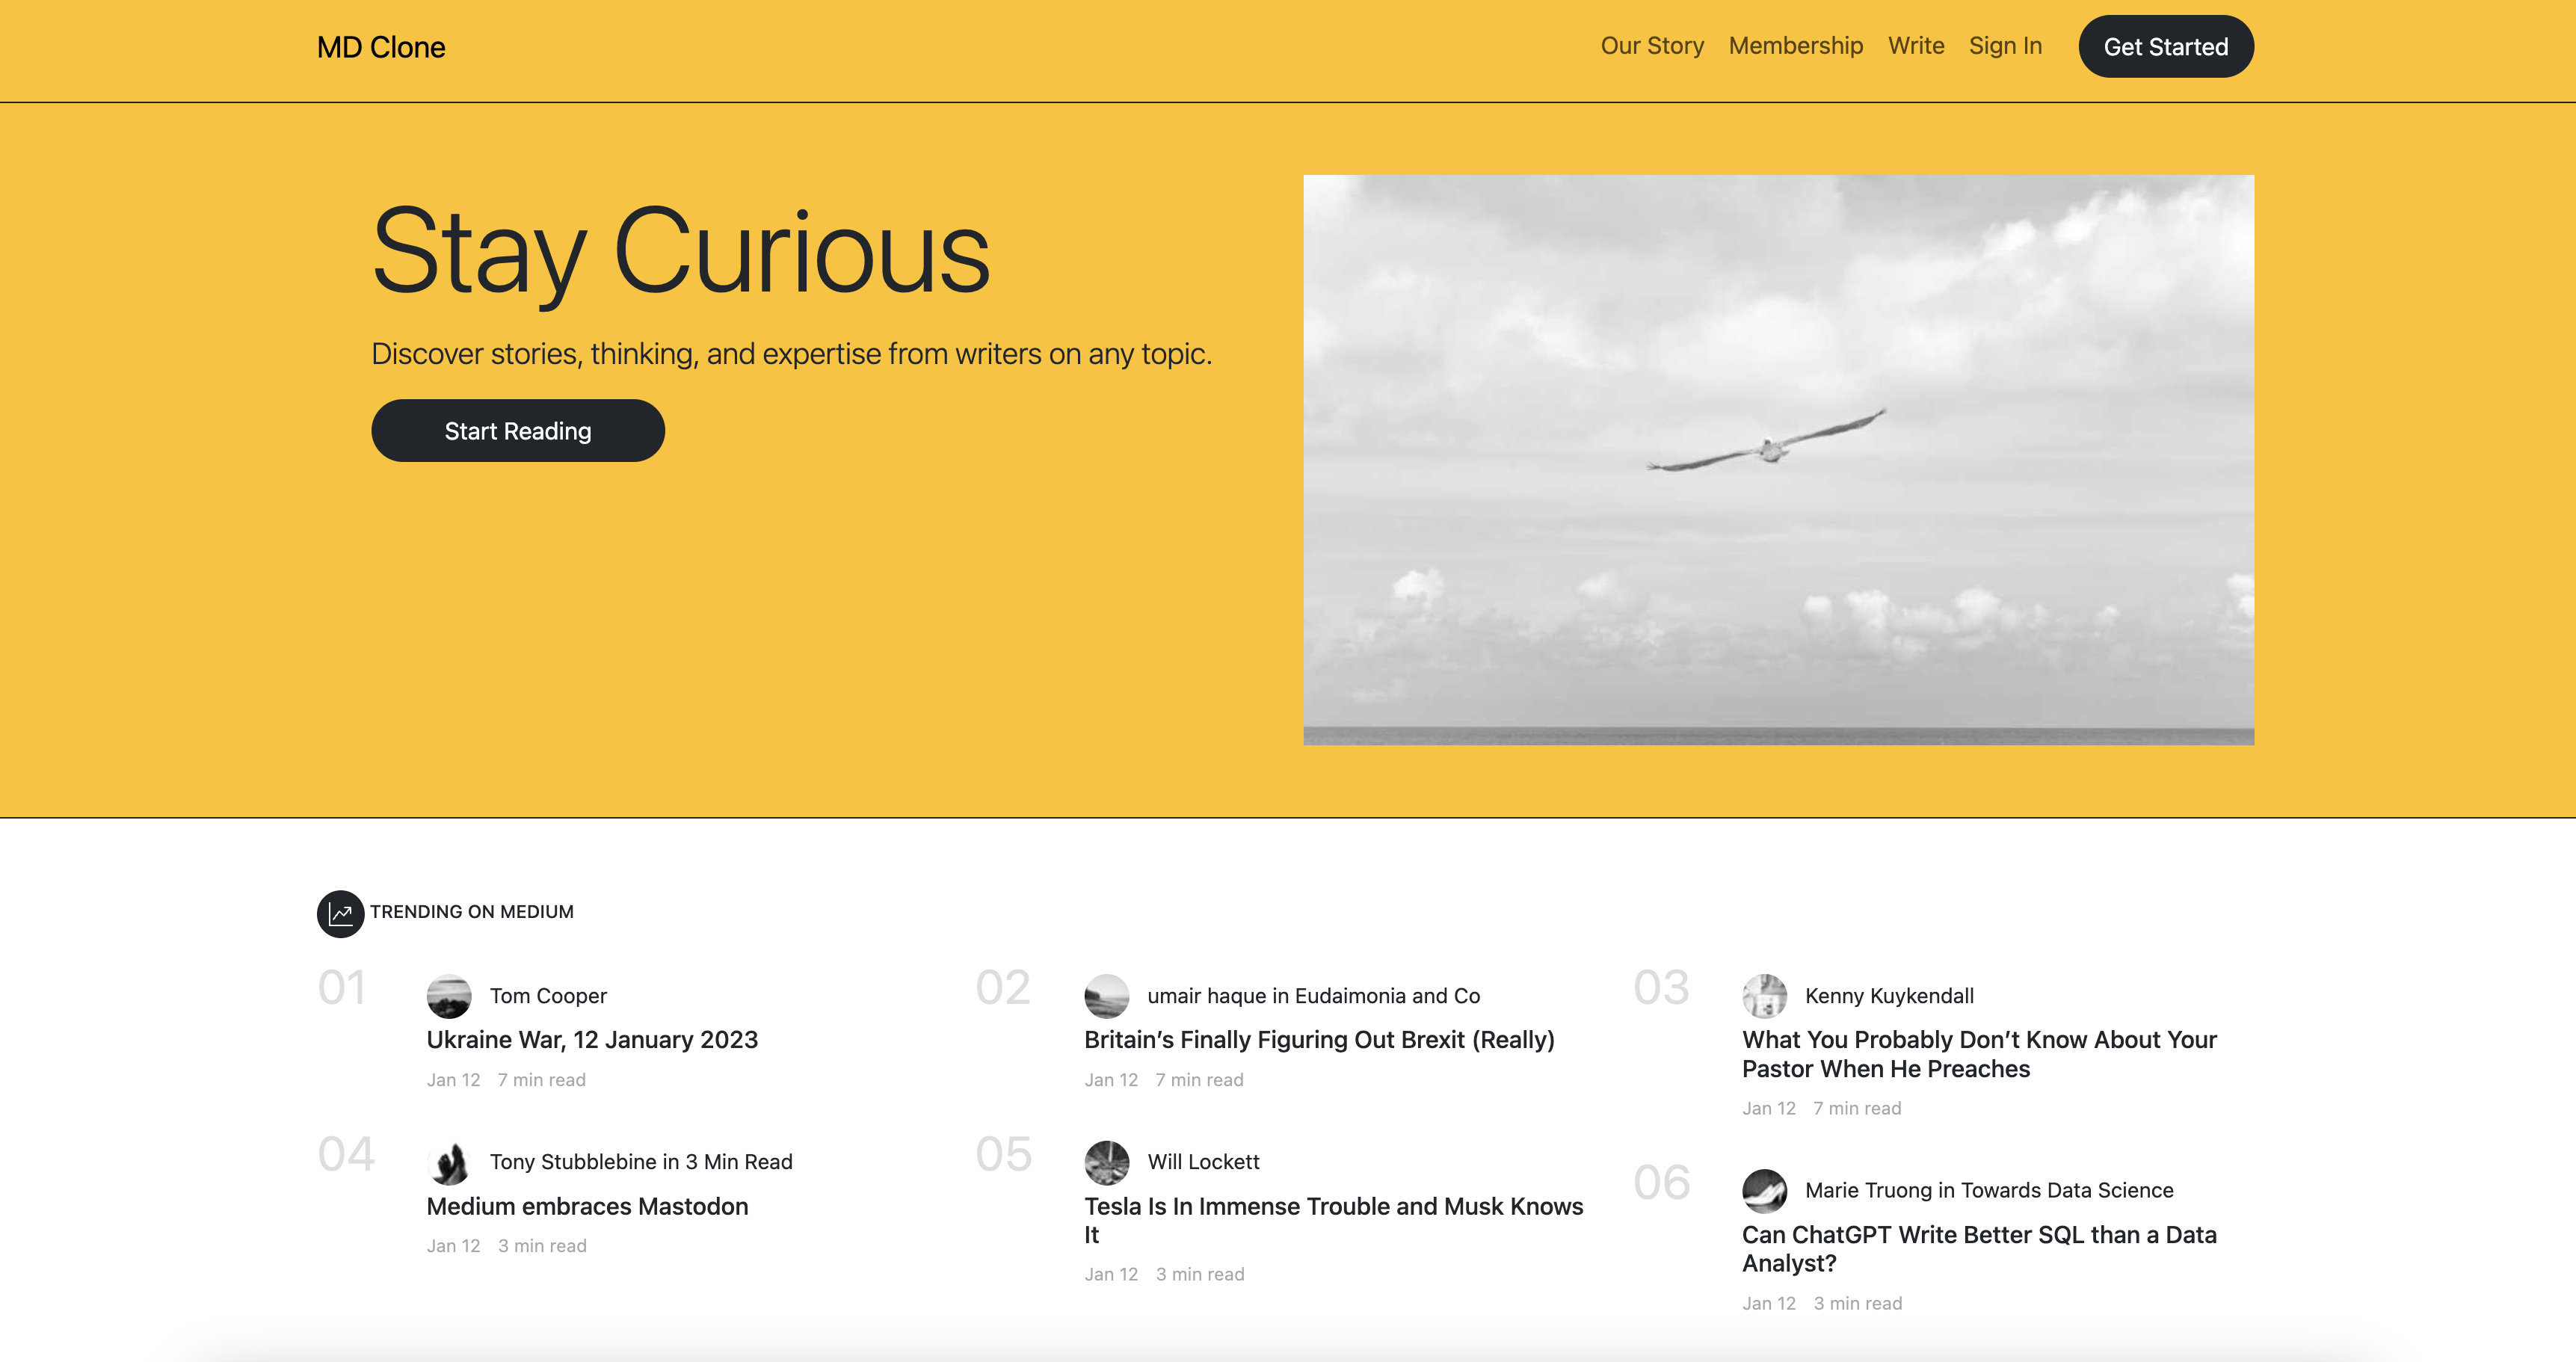 MD Clone
Our Story
Membership
Write
Sign In
Get Started
Stay Curious
Discover stories, thinking, and expertise from writers on any topic.
Start Reading
TRENDING ON MEDIUM
01
Tom Cooper
Ukraine War, 12 January 2023
Jan 12 7 min read
02
umair haque in Eudaimonia and Co
Britain’s Finally Figuring Out Brexit (Really)
Jan 12 7 min read
03
Kenny Kuykendall
What You Probably Don’t Know About Your
Pastor When He Preaches
Jan 12 7 min read
04
Tony Stubblebine in 3 Min Read
Medium embraces Mastodon
Jan 12 3 min read
05
Will Lockett
Tesla Is In Immense Trouble and Musk Knows
It
Jan 12 3 min read
06
Marie Truong in Towards Data Science
Can ChatGPT Write Better SQL than a Data
Analyst?
Jan 12 3 min read